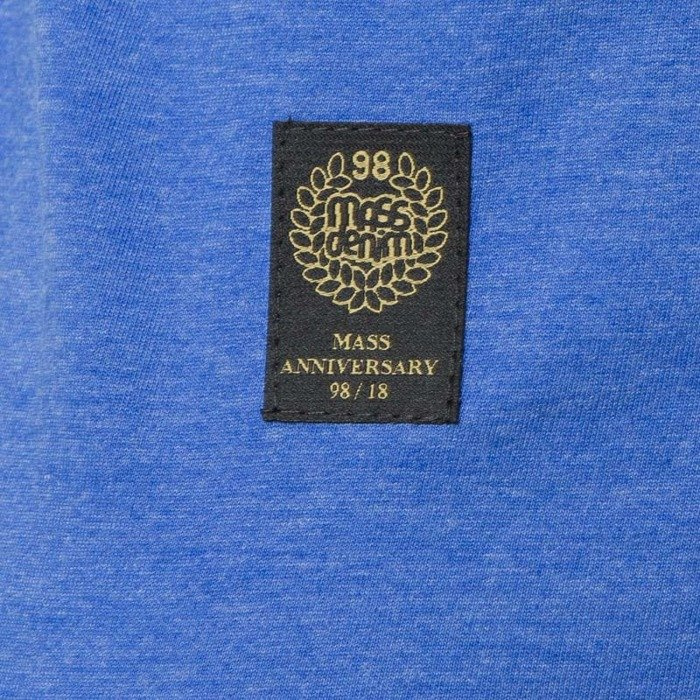 98
mass
denim
MASS
ANNIVERSARY
98 / 18